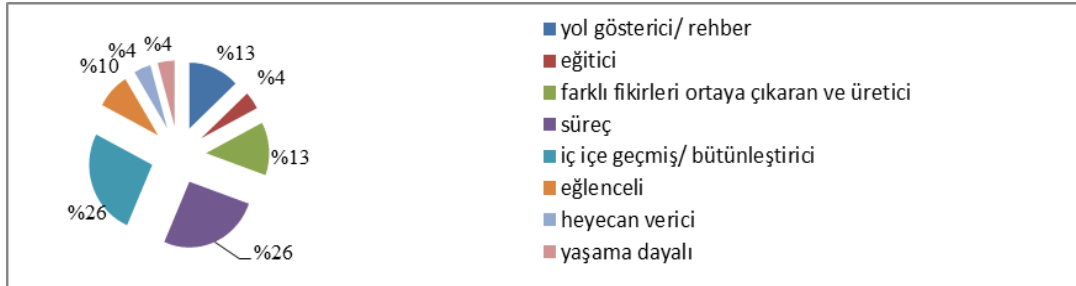 %13
%4
%13
%26
%26
%10
%4
%4
yol gösterici/ rehber
eğitici
farklı fikirleri ortaya çıkaran ve üretici
süreç
iç içe geçmiş/ bütünleştirici
eğlenceli
heyecan verici
yaşama dayalı